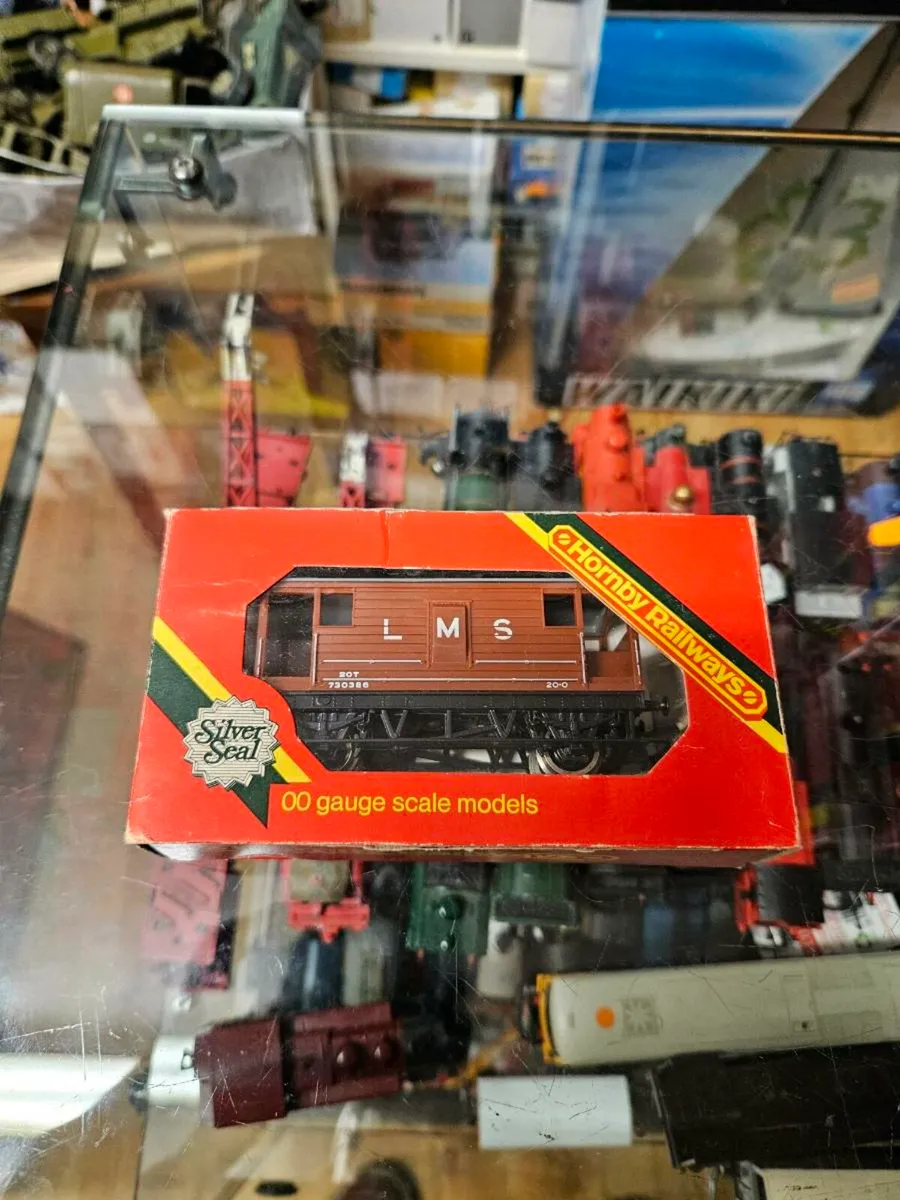 Hornby Railways
L M S
20T
730386 20-0
Silver
Seal
00 gauge scale models